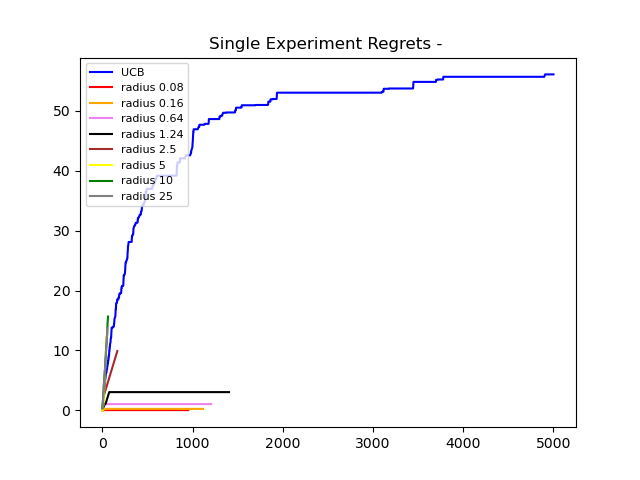 Single Experiment Regrets -
UCB
radius 0.08
radius 0.16
radius 0.64
radius 1.24
radius 2.5
radius 5
radius 10
radius 25
50
40
30
20
10
0
0 1000 2000 3000 4000 5000